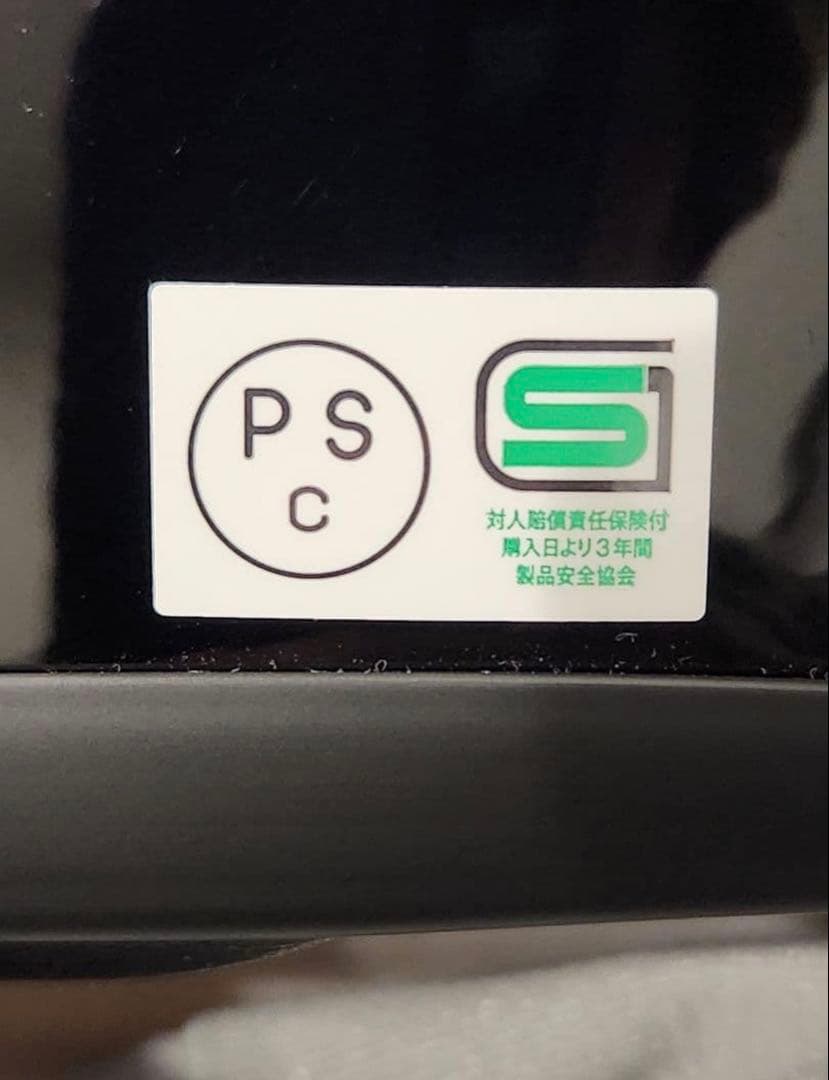 P S
C
SG
対人賠償責任保険付
購入日より3年間
製品安全協会